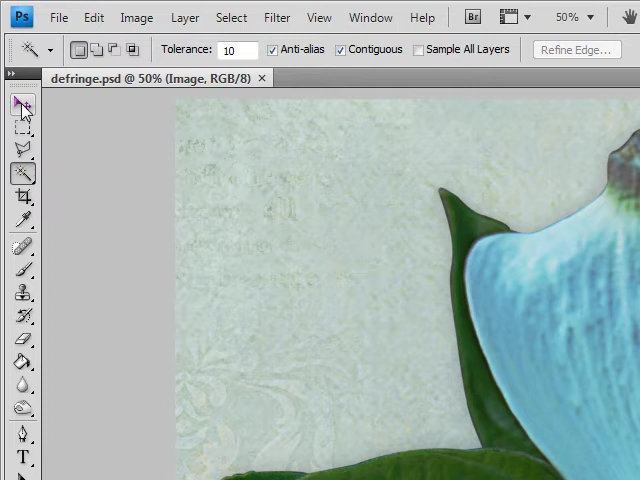 Ps File Edit Image Layer Select Filter View Window Help Br 50%
Tolerance: 10 Anti-alias Contiguous Sample All Layers Refine Edge...
defringe.psd @ 50% (Image, RGB/8) ×
T